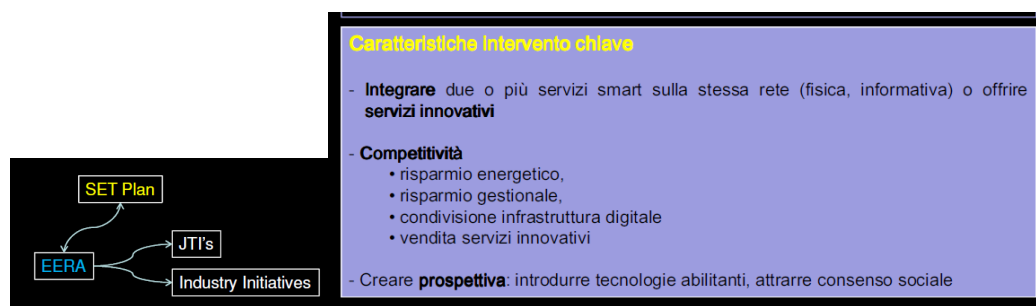 Caratteristiche intervento chiave
- Integrare due o più servizi smart sulla stessa rete (fisica, informativa) o offrire
servizi innovativi
- Competitività
• risparmio energetico,
• risparmio gestionale,
• condivisione infrastruttura digitale
• vendita servizi innovativi
- Creare prospettiva: introdurre tecnologie abilitanti, attrarre consenso sociale
SET Plan
JTI's
EERA
Industry Initiatives